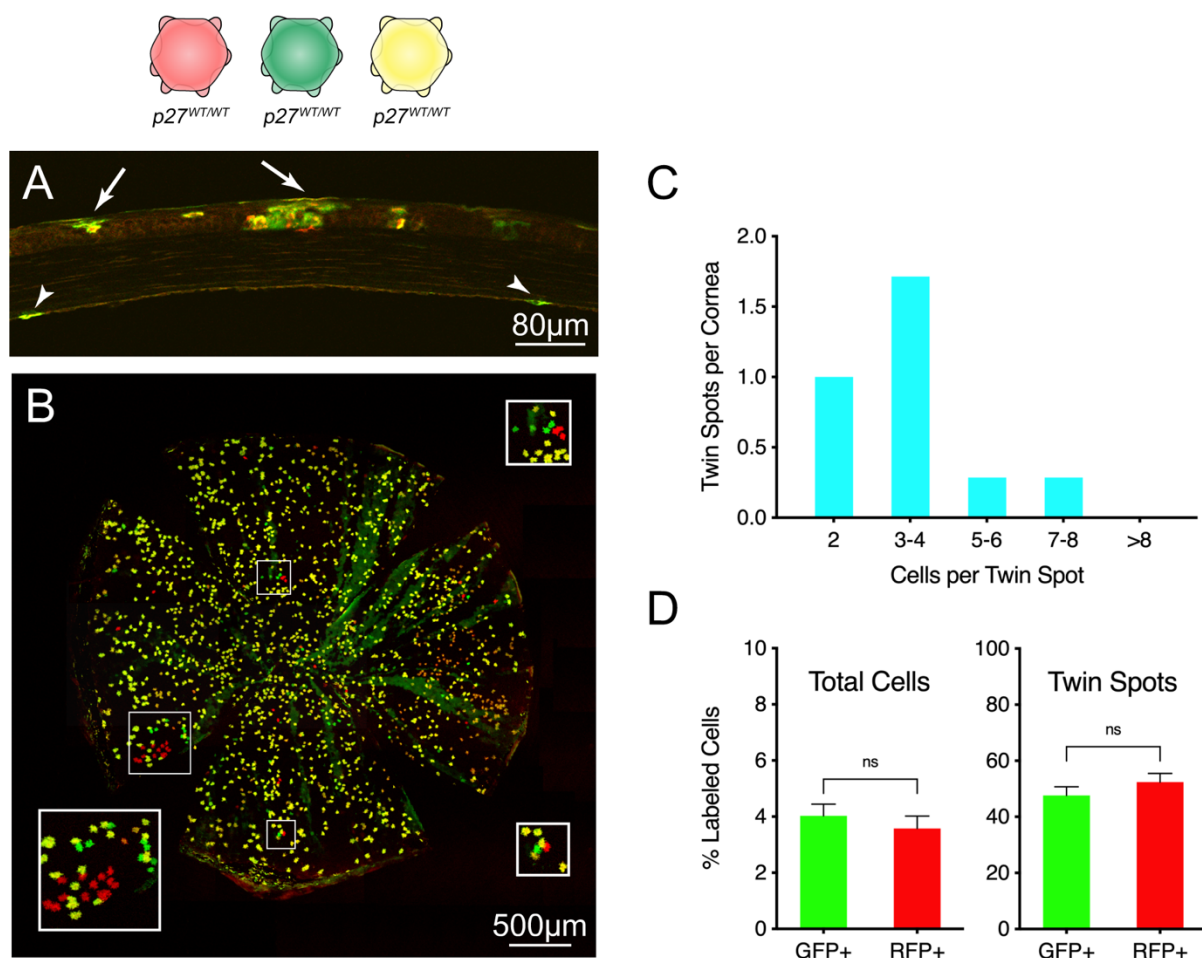 p27WT/WT p27WT/WT p27WT/WT
A
80µm
B
500µm
C
Twin Spots per Cornea
2.0
1.5
1.0
0.5
0.0
2 3-4 5-6 7-8 >8
Cells per Twin Spot
D
% Labeled Cells
10
8
6
4
2
0
Total Cells
ns
GFP+ RFP+
100
80
60
40
20
0
Twin Spots
ns
GFP+ RFP+